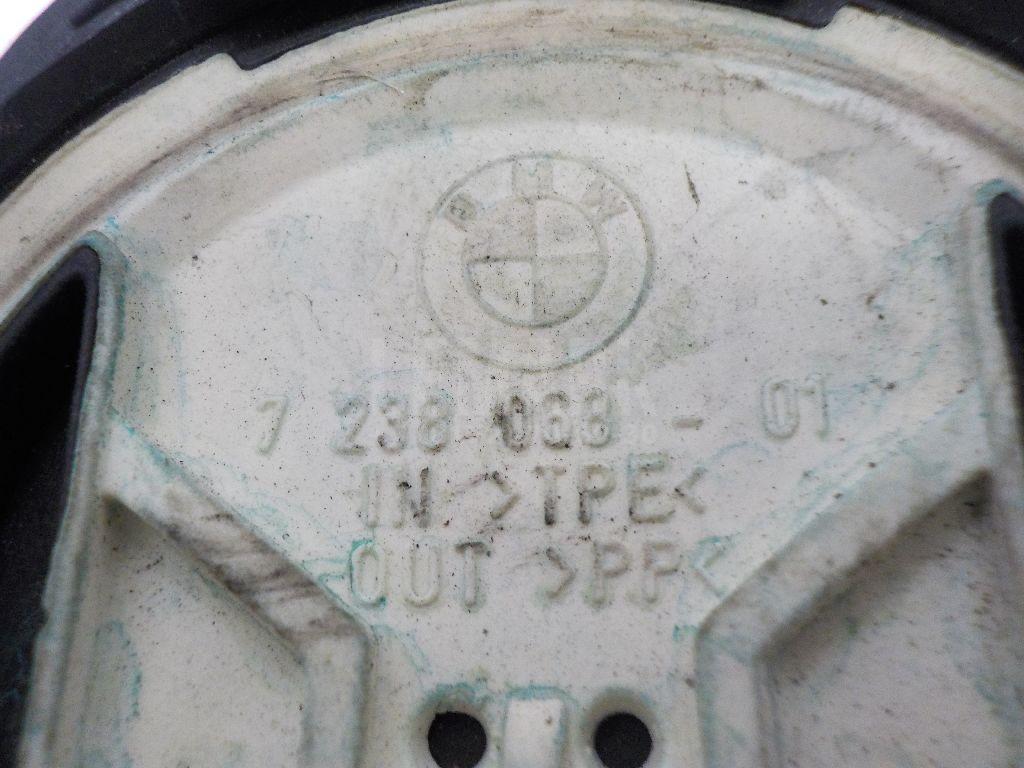 BMW
7 238 068 - 01
IN >TPE<
OUT >PP<